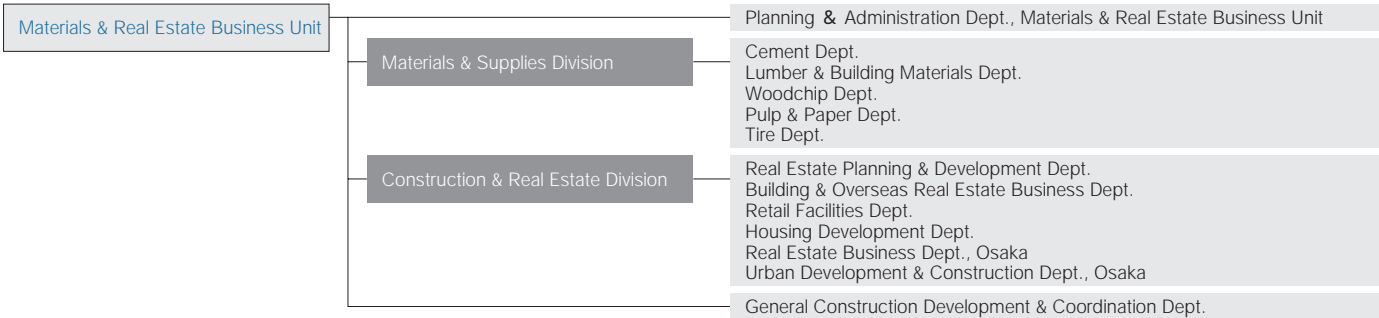 Materials & Real Estate Business Unit
Planning & Administration Dept., Materials & Real Estate Business Unit
Materials & Supplies Division
Cement Dept.
Lumber & Building Materials Dept.
Woodchip Dept.
Pulp & Paper Dept.
Tire Dept.
Construction & Real Estate Division
Real Estate Planning & Development Dept.
Building & Overseas Real Estate Business Dept.
Retail Facilities Dept.
Housing Development Dept.
Real Estate Business Dept., Osaka
Urban Development & Construction Dept., Osaka
General Construction Development & Coordination Dept.